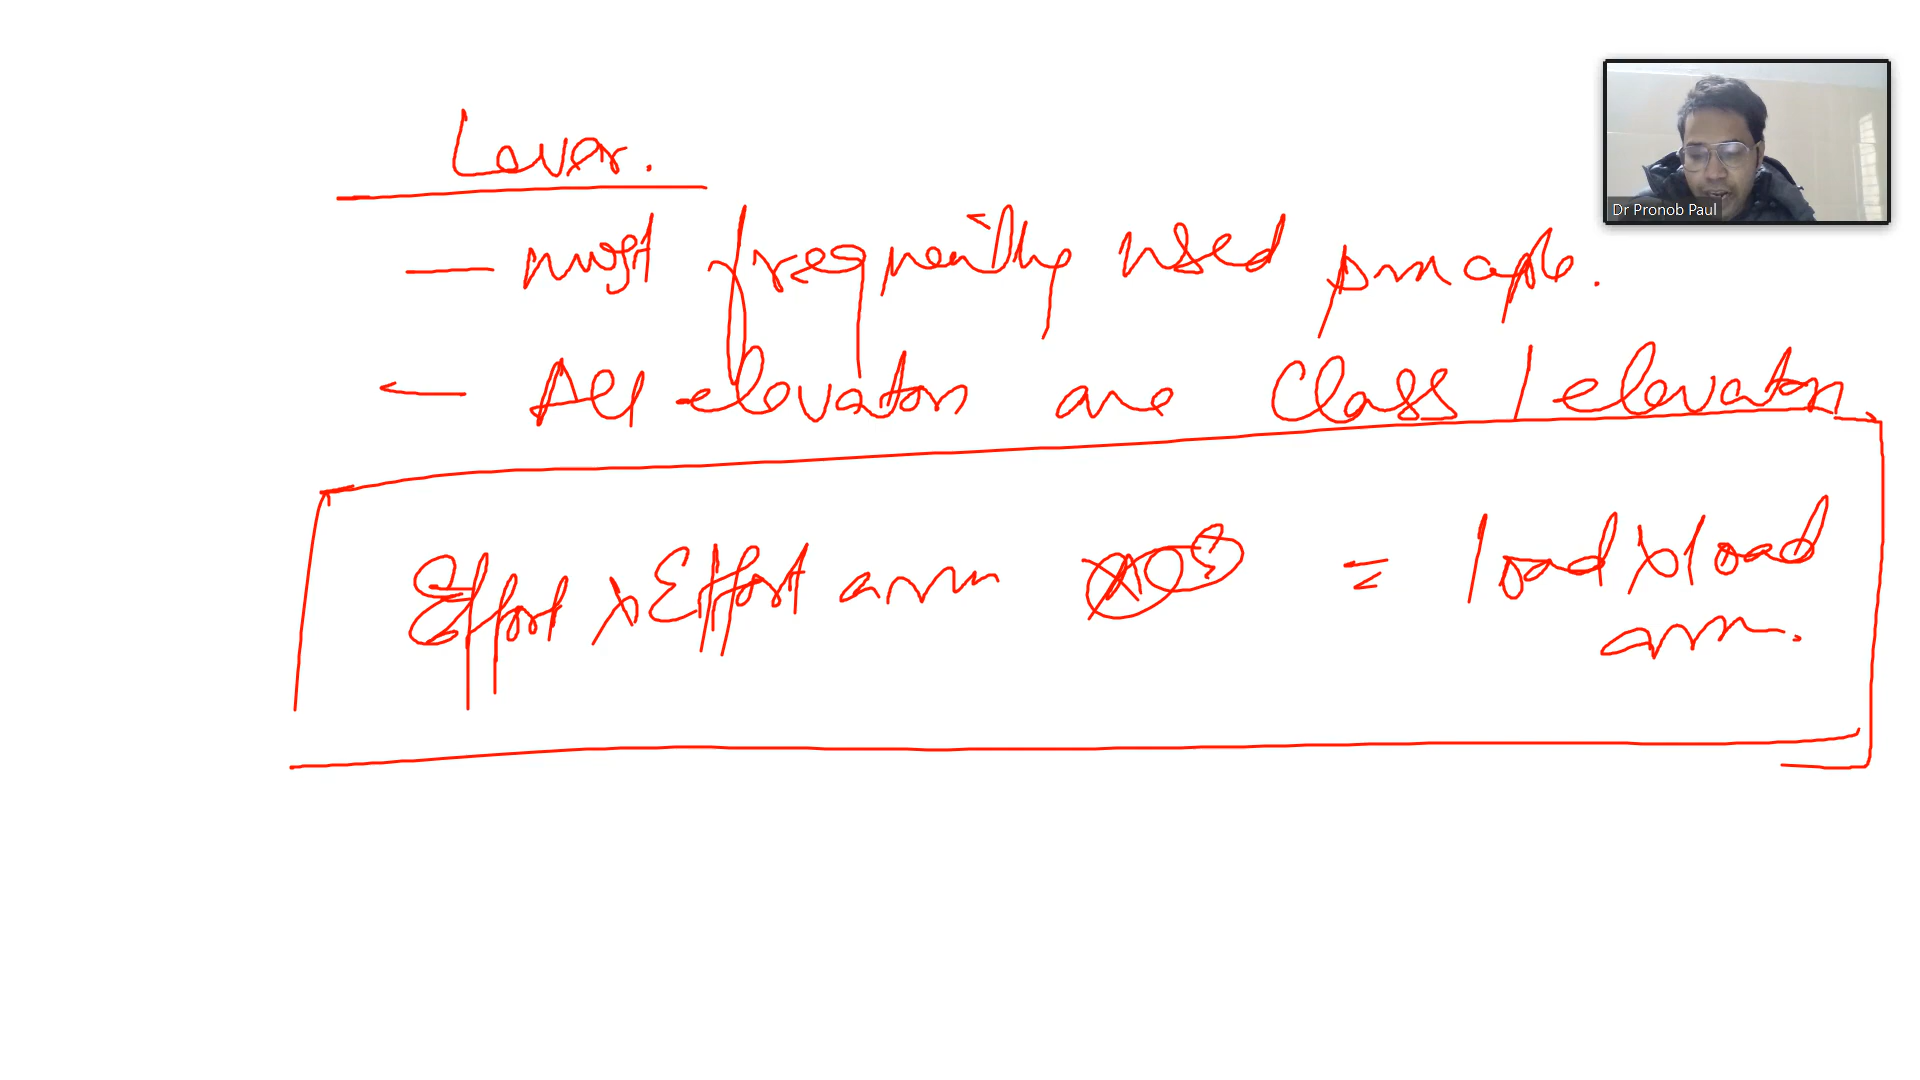 Lever.
Dr Pronob Paul
— most frequently used principle.
— All elevators are Class 1 elevators
Effort x Effort arm = load x load
arm.